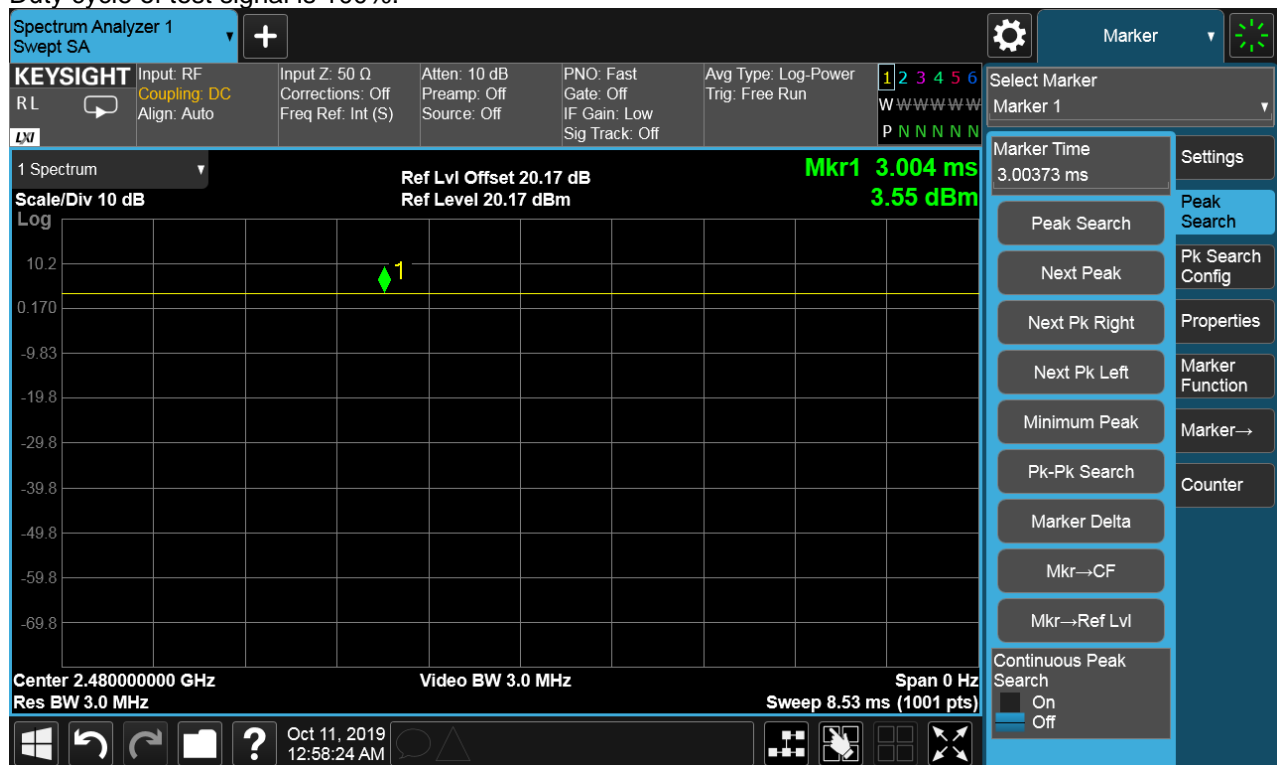 Duty cycle of test signal is 100%.
Spectrum Analyzer 1
Swept SA
Marker
KEYSIGHT
RL
LXI
Input: RF
Coupling: DC
Align: Auto
Input Z: 50 Ω
Corrections: Off
Freq Ref: Int (S)
Atten: 10 dB
Preamp: Off
Source: Off
PNO: Fast
Gate: Off
IF Gain: Low
Sig Track: Off
Avg Type: Log-Power
Trig: Free Run
1 2 3 4 5 6
W W W W W W
P N N N N N
Select Marker
Marker 1
1 Spectrum
Scale/Div 10 dB
Ref Lvl Offset 20.17 dB
Ref Level 20.17 dBm
Mkr1 3.004 ms
3.55 dBm
Log
10.2
0.170
-9.83
-19.8
-29.8
-39.8
-49.8
-59.8
-69.8
1
Center 2.480000000 GHz
Res BW 3.0 MHz
Video BW 3.0 MHz
Span 0 Hz
Sweep 8.53 ms (1001 pts)
Marker Time
3.00373 ms
Peak Search
Next Peak
Next Pk Right
Next Pk Left
Minimum Peak
Pk-Pk Search
Marker Delta
Mkr→CF
Mkr→Ref Lvl
Continuous Peak
Search
On
Off
Settings
Peak
Search
Pk Search
Config
Properties
Marker
Function
Marker→
Counter
?
Oct 11, 2019
12:58:24 AM